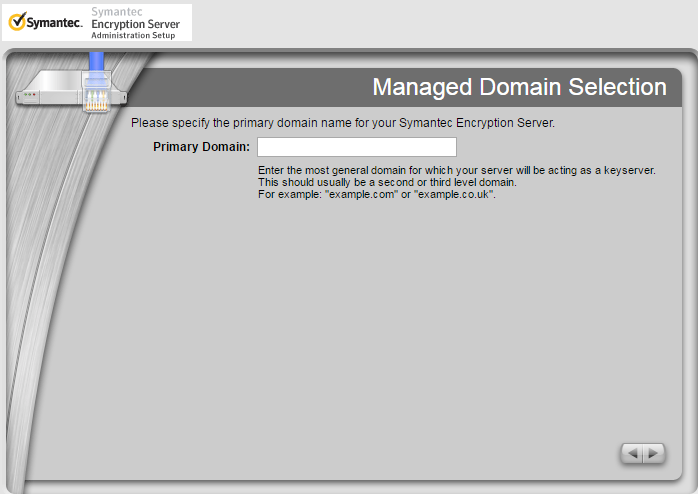 Symantec.
Symantec
Encryption Server
Administration Setup
Managed Domain Selection
Please specify the primary domain name for your Symantec Encryption Server.
Primary Domain:
Enter the most general domain for which your server will be acting as a keyserver.
This should usually be a second or third level domain.
For example: "example.com" or "example.co.uk".